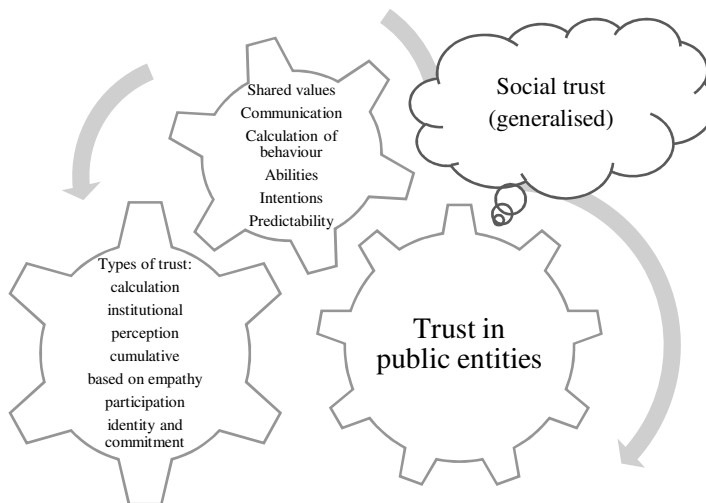 Shared values
Communication
Calculation of
behaviour
Abilities
Intentions
Predictability
Social trust
(generalised)
Types of trust:
calculation
institutional
perception
cumulative
based on empathy
participation
identity and
commitment
Trust in
public entities